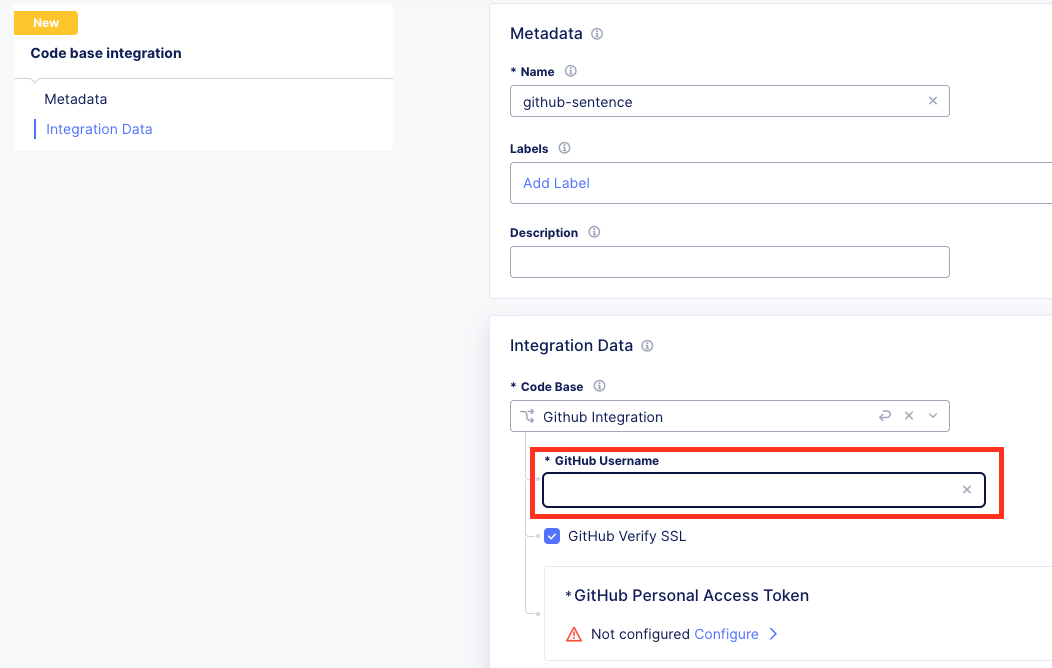 New
Code base integration
Metadata
Integration Data
Metadata
* Name
github-sentence
Labels
Add Label
Description
Integration Data
* Code Base
Github Integration
* GitHub Username
GitHub Verify SSL
*GitHub Personal Access Token
Not configured Configure